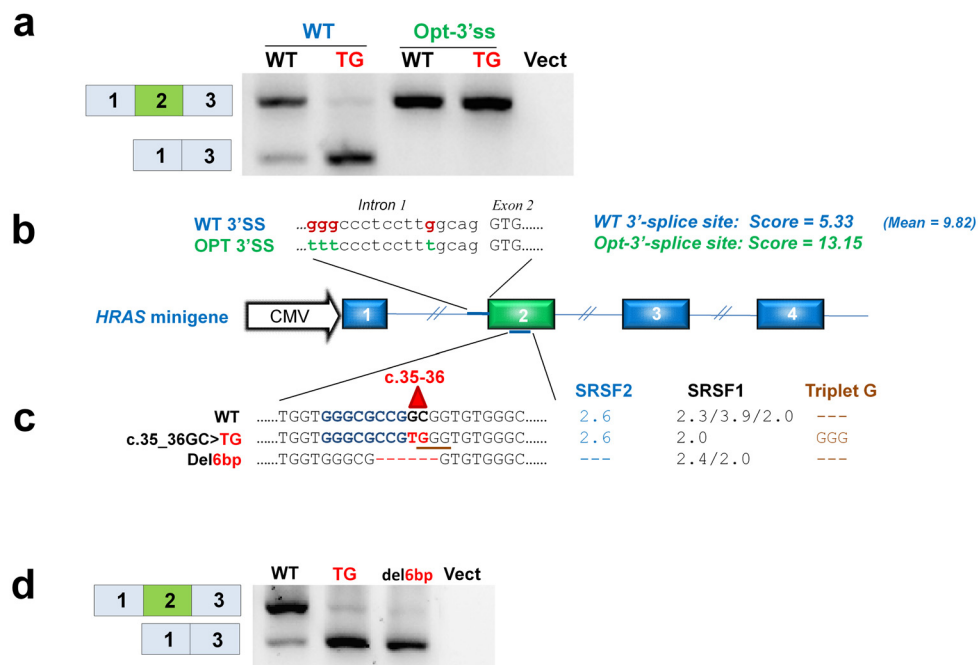 a
WT Opt-3'ss
WT TG WT TG Vect
1 2 3
1 3
b
Intron 1 Exon 2
WT 3'SS ...gggccctccttggcag GTG......
OPT 3'SS ...tttccctcctttgcag GTG......
WT 3'-splice site: Score = 5.33 (Mean = 9.82)
Opt-3'-splice site: Score = 13.15
HRAS minigene CMV 1 2 3 4
c.35-36
c
SRSF2 SRSF1 Triplet G
WT ......TGGTGGGCGCCGGCGGTGTGGGC...... 2.6 2.3/3.9/2.0 ---
c.35_36GC>TG ......TGGTGGGCGCCGTGGGTGTGGGC...... 2.6 2.0 GGG
Del6bp ......TGGTGGGCG------GTGTGGGC...... --- 2.4/2.0 ---
d
WT TG del6bp Vect
1 2 3
1 3